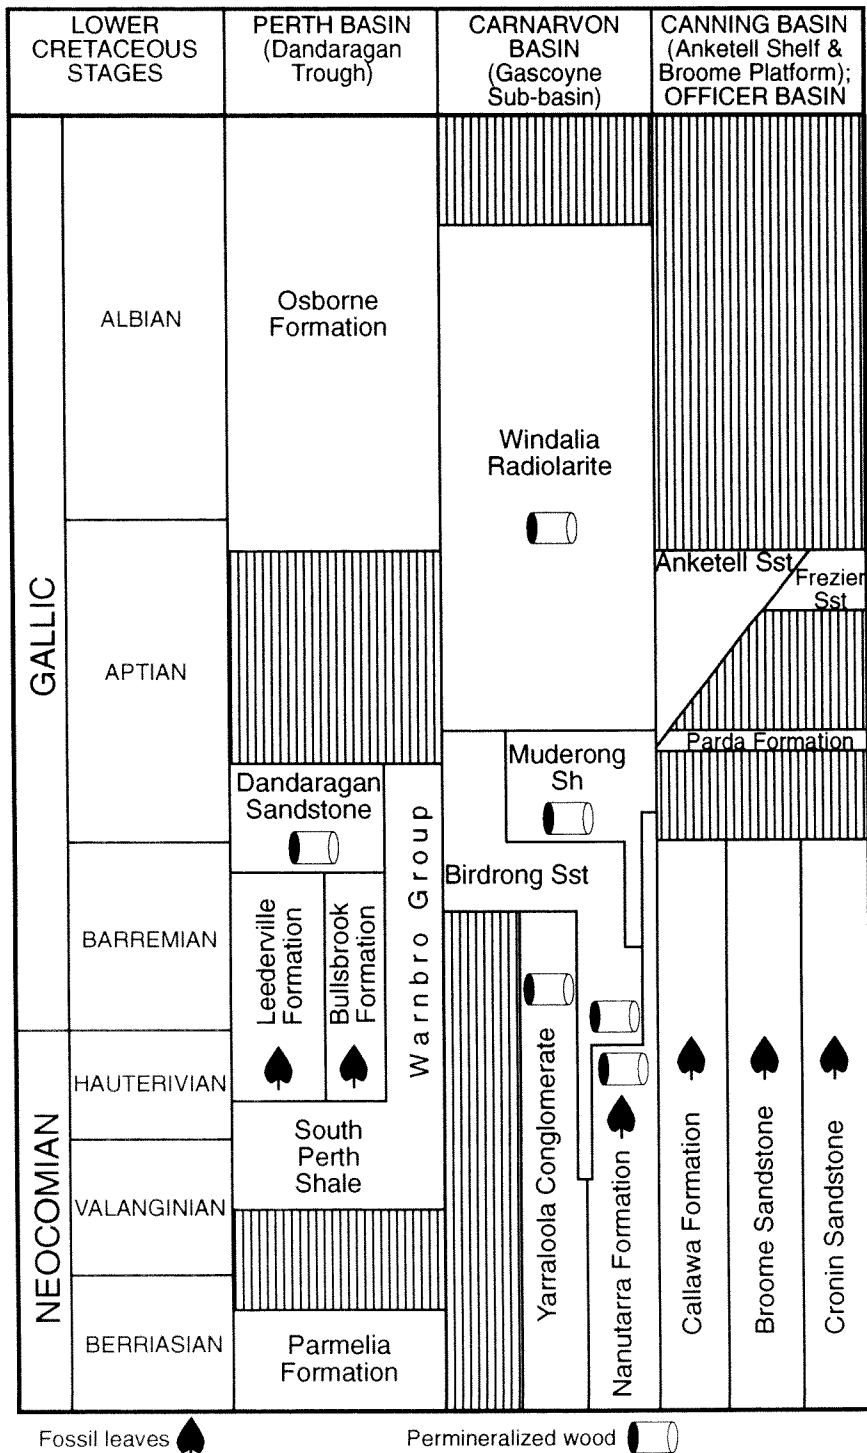 LOWER
CRETACEOUS
STAGES
PERTH BASIN
(Dandaragan
Trough)
CARNARVON
BASIN
(Gascoyne
Sub-basin)
CANNING BASIN
(Anketell Shelf &
Broome Platform);
OFFICER BASIN
GALLIC
NEOCOMIAN
ALBIAN
APTIAN
BARREMIAN
HAUTERIVIAN
VALANGINIAN
BERRIASIAN
Osborne
Formation
Dandaragan
Sandstone
Leederville
Formation
Bullsbrook
Formation
Warnbro Group
South
Perth
Shale
Parmelia
Formation
Windalia
Radiolarite
Muderong
Sh
Birdrong Sst
Yarraloola Conglomerate
Nanutarra Formation
Anketell Sst
Frezier
Sst
Parda Formation
Callawa Formation
Broome Sandstone
Cronin Sandstone
Fossil leaves
Permineralized wood